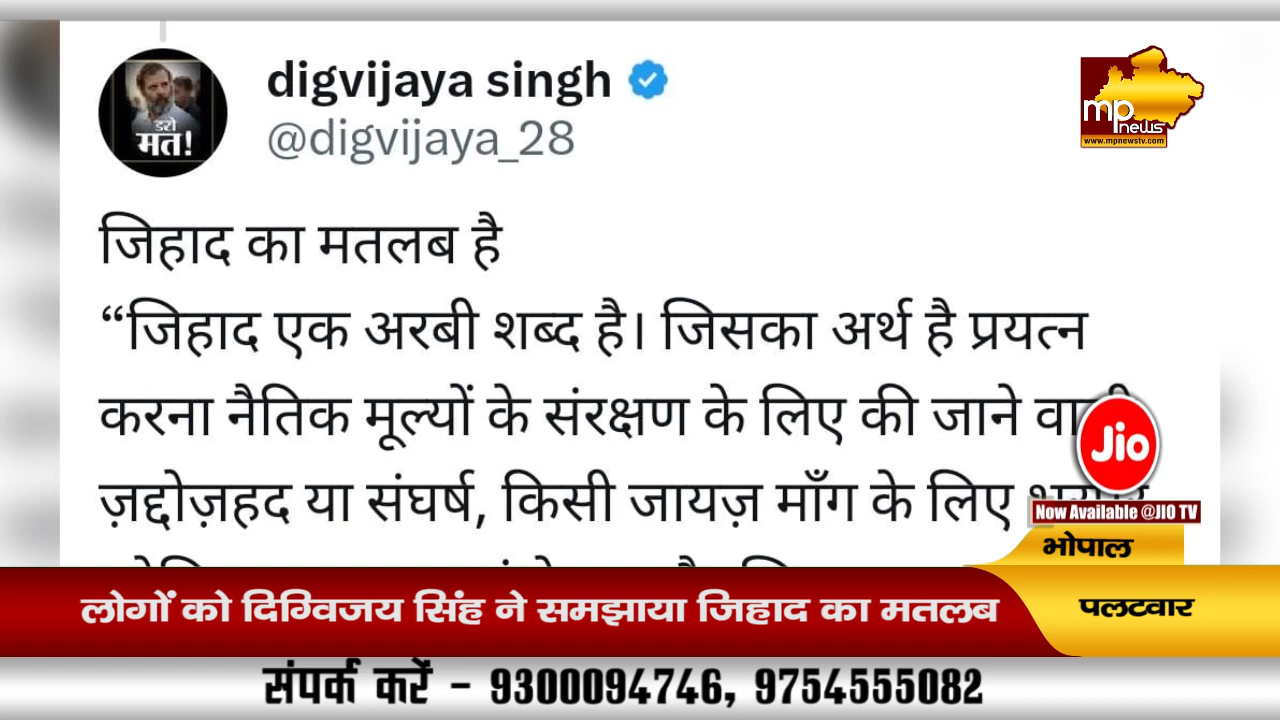 डरो
मत!
digvijaya singh
@digvijaya_28
mp
news
www.mpnewstv.com
जिहाद का मतलब है
“जिहाद एक अरबी शब्द है। जिसका अर्थ है प्रयत्न
करना नैतिक मूल्यों के संरक्षण के लिए की जाने
ज़द्दोज़हद या संघर्ष, किसी जायज़ माँग के लिए
Jio
Now Available @JIO TV
भोपाल
लोगों को दिग्विजय सिंह ने समझाया जिहाद का मतलब
पलटवार
संपर्क करें - 9300094746, 9754555082